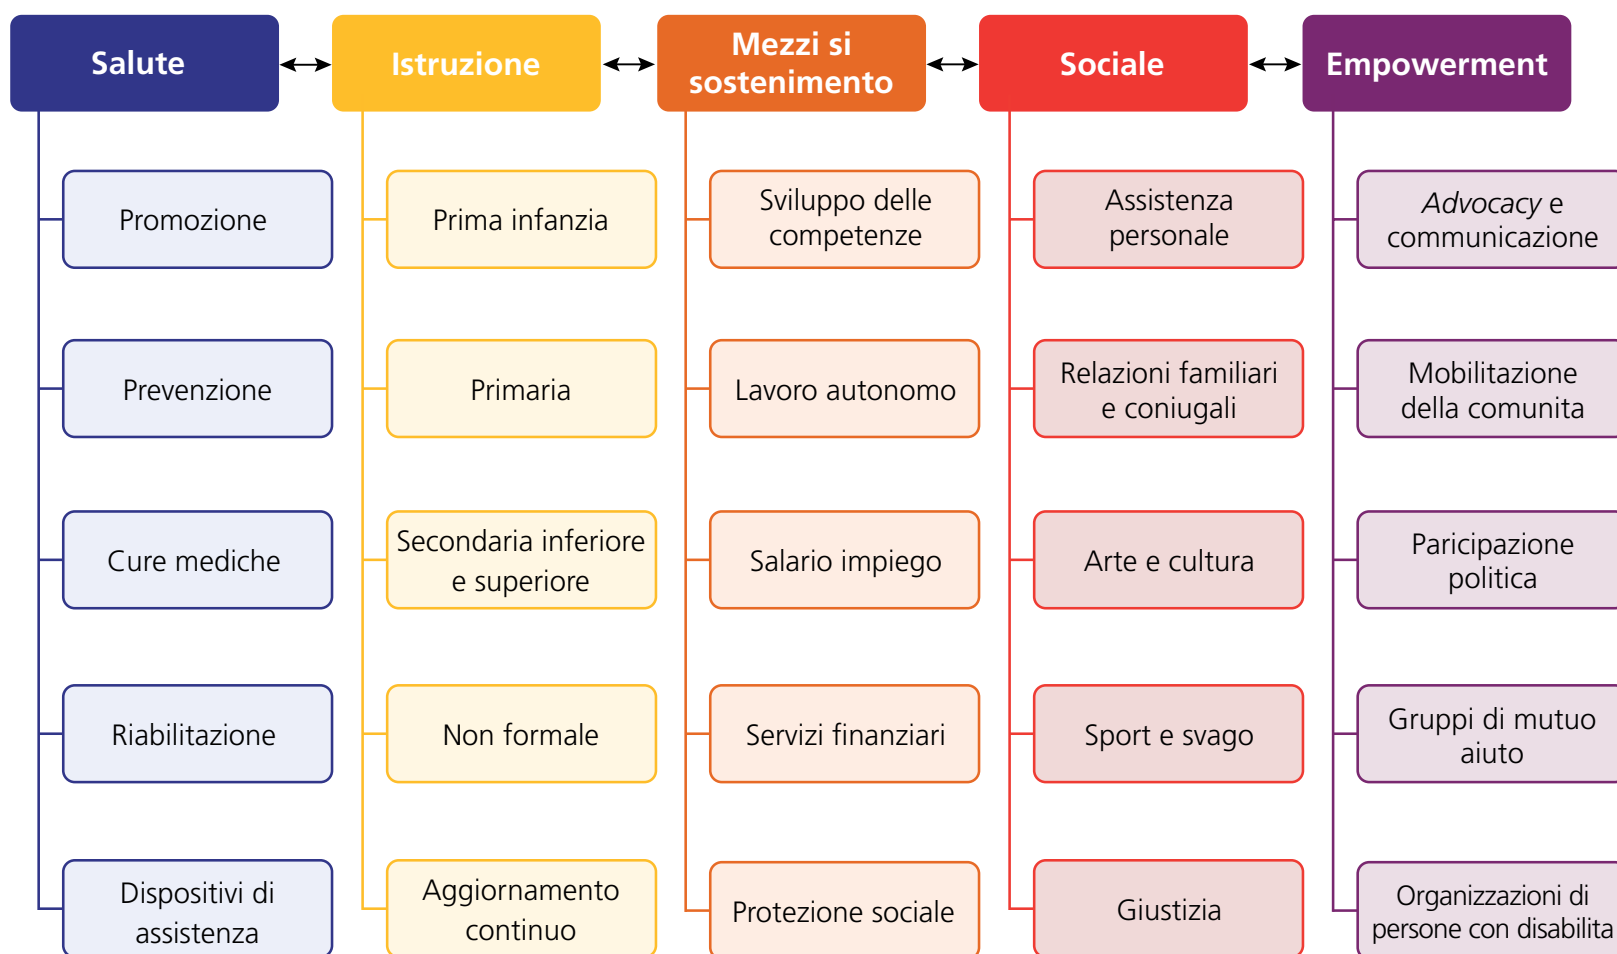 Salute
Istruzione
Mezzi si
sostenimento
Sociale
Empowerment
Promozione
Prima infanzia
Sviluppo delle
competenze
Assistenza
personale
Advocacy e
communicazione
Prevenzione
Primaria
Lavoro autonomo
Relazioni familiari
e coniugali
Mobilitazione
della comunita
Cure mediche
Secondaria inferiore
e superiore
Salario impiego
Arte e cultura
Paricipazione
politica
Riabilitazione
Non formale
Servizi finanziari
Sport e svago
Gruppi di mutuo
aiuto
Dispositivi di
assistenza
Aggiornamento
continuo
Protezione sociale
Giustizia
Organizzazioni di
persone con disabilita